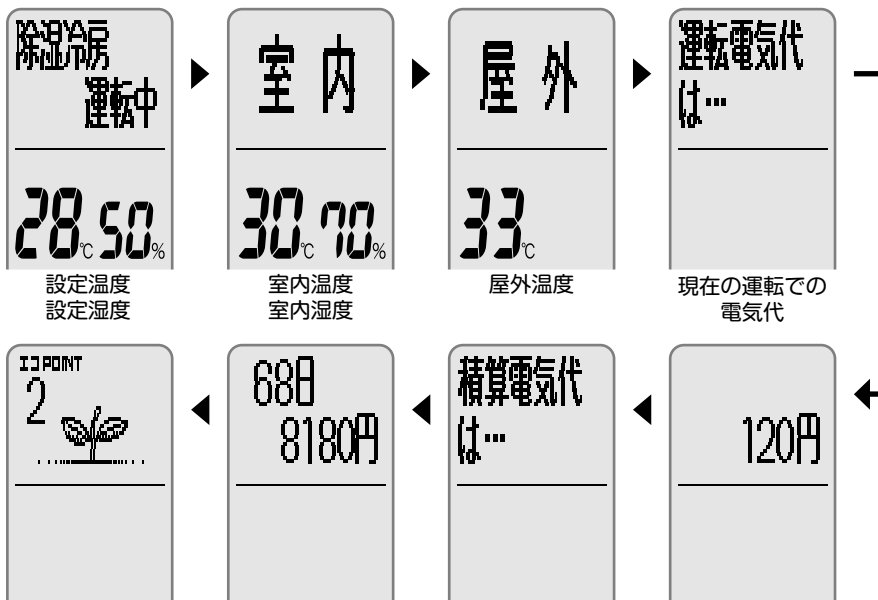 除湿冷房
運転中
28℃ 50%
設定温度
設定湿度
室内
30℃ 70%
室内温度
室内湿度
屋外
33℃
屋外温度
運転電気代
は…
現在の運転での
電気代
120円
積算電気代
は…
68日
8180円
エコPOINT
2